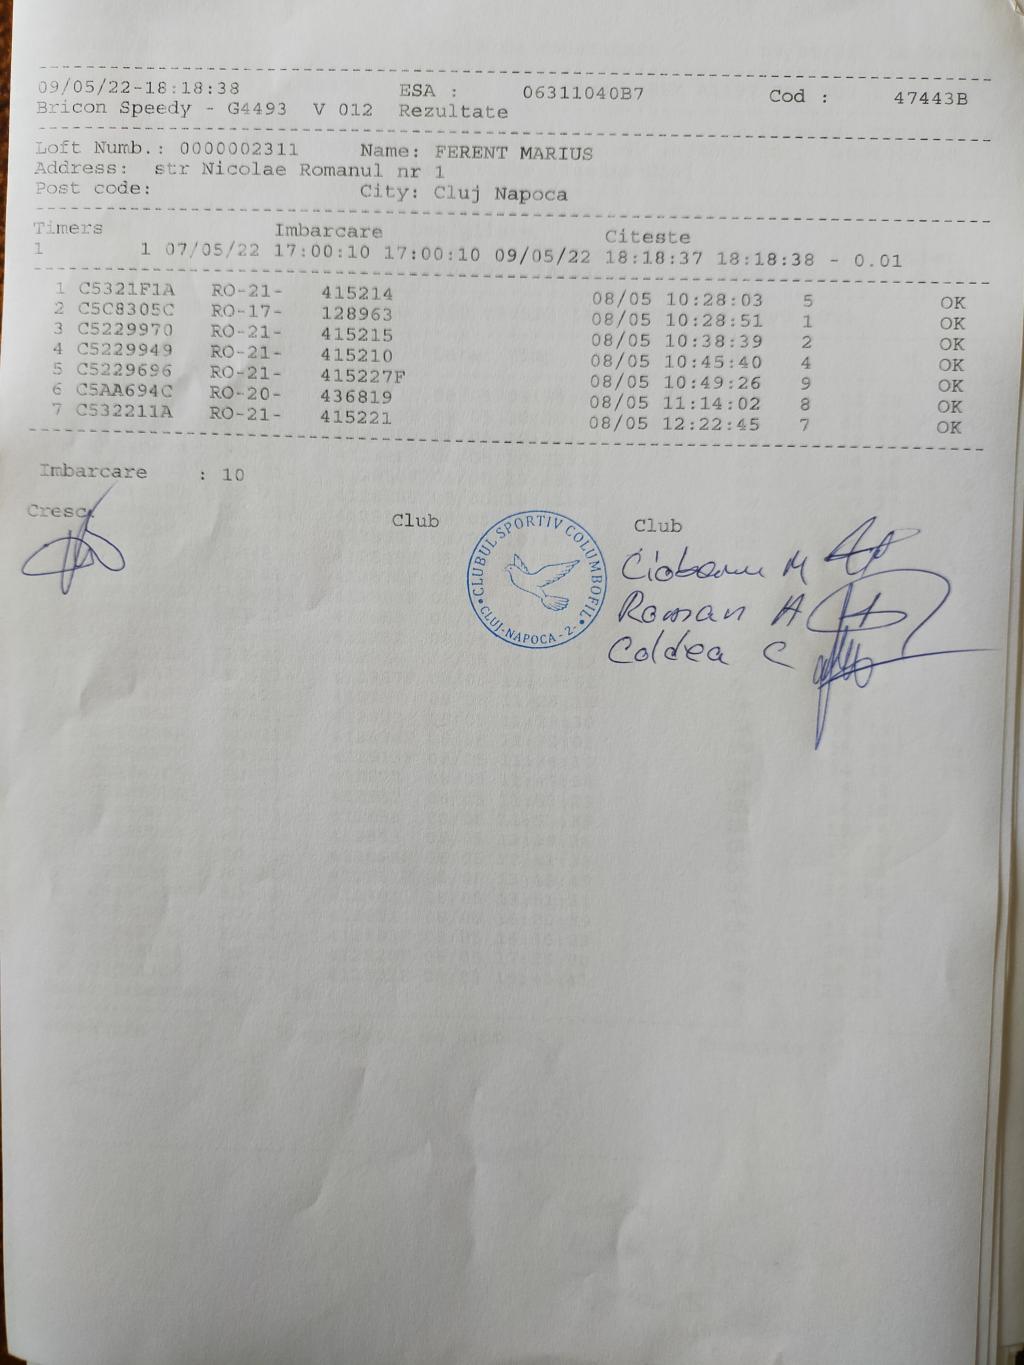 09/05/22-18:18:38 ESA : 06311040B7 Cod : 47443B
Bricon Speedy - G4493 V 012 Rezultate
Loft Numb.: 0000002311 Name: FERENT MARIUS
Address: str Nicolae Romanul nr 1
Post code: City: Cluj Napoca
Timers Imbarcare Citeste
1 1 07/05/22 17:00:10 17:00:10 09/05/22 18:18:37 18:18:38 - 0.01
1 C5321F1A RO-21- 415214 08/05 10:28:03 5 OK
2 C5C8305C RO-17- 128963 08/05 10:28:51 1 OK
3 C5229970 RO-21- 415215 08/05 10:38:39 2 OK
4 C5229949 RO-21- 415210 08/05 10:45:40 4 OK
5 C5229696 RO-21- 415227F 08/05 10:49:26 9 OK
6 C5AA694C RO-20- 436819 08/05 11:14:02 8 OK
7 C532211A RO-21- 415221 08/05 12:22:45 7 OK
Imbarcare : 10
Cresc. Club Club
CLUBUL SPORTIV COLUMBOFIL
CLUJ-NAPOCA -2-
Ciobanu M
Roman A
Coldea C